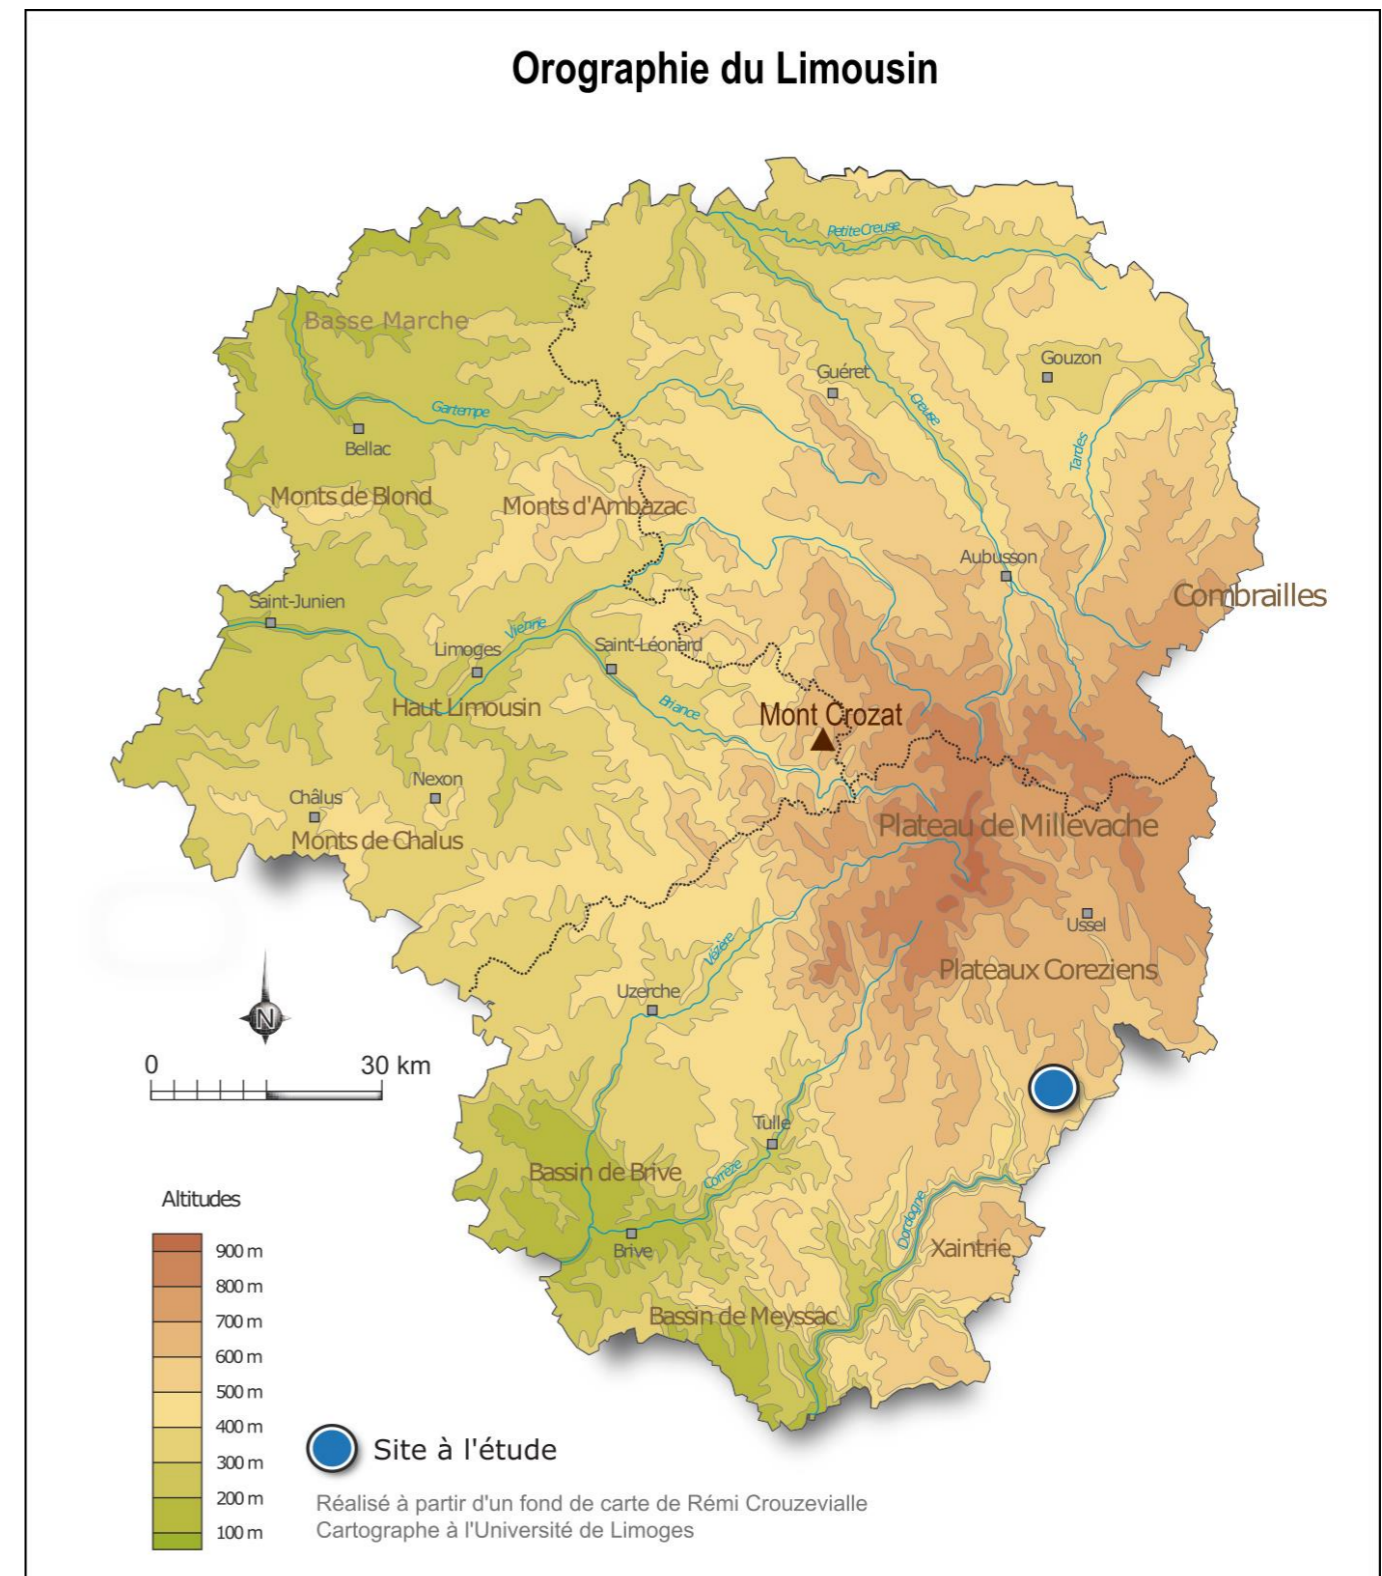 Orographie du Limousin
Petite Creuse
Basse Marche
Gouzon
Guéret
Creuse
Gartempe
Tardes
Bellac
Monts de Blond
Monts d'Ambazac
Aubusson
Combrailles
Saint-Junien
Vienne
Limoges
Saint-Léonard
Haut Limousin
Briance
Mont Crozat
Nexon
Châlus
Monts de Chalus
Plateau de Millevache
Ussel
Vézère
Plateaux Coreziens
Uzerche
N
0 30 km
Tulle
Bassin de Brive
Corrèze
Dordogne
Xaintrie
Brive
Bassin de Meyssac
Altitudes
900 m
800 m
700 m
600 m
500 m
400 m
300 m
200 m
100 m
Site à l'étude
Réalisé à partir d'un fond de carte de Rémi Crouzevialle
Cartographe à l'Université de Limoges